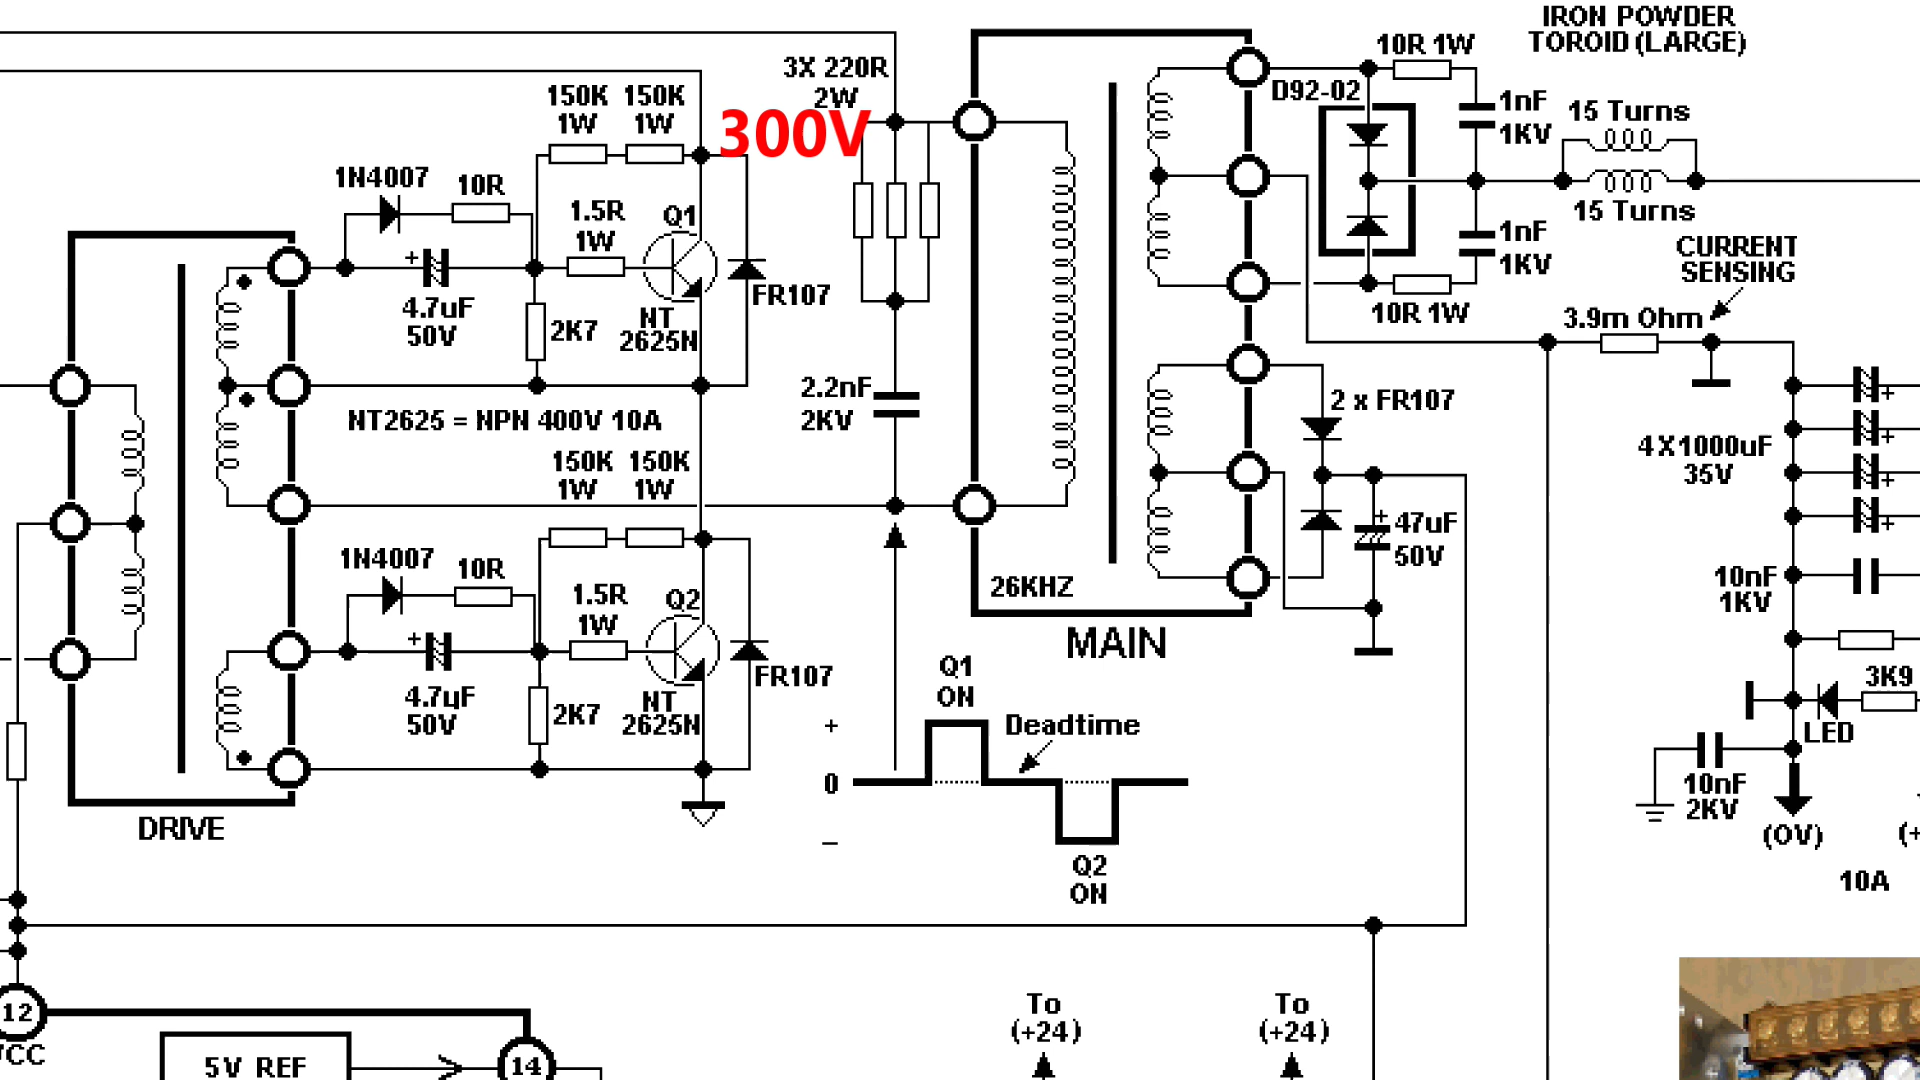 IRON POWDER
TOROID (LARGE)
10R 1W
3X 220R
2W
300V
150K 150K
1W 1W
D92-02
1nF
1KV
15 Turns
1N4007
10R
1.5R
1W
Q1
15 Turns
1nF
1KV
CURRENT
SENSING
FR107
4.7uF
50V
2K7
NT
2625N
10R 1W
3.9m Ohm
2.2nF
2KV
2 x FR107
NT2625 = NPN 400V 10A
150K 150K
1W 1W
4X1000uF
35V
+
+
+
+
+
47uF
50V
1N4007
10R
1.5R
1W
Q2
26KHZ
10nF
1KV
MAIN
+
+
FR107
4.7uF
50V
2K7
NT
2625N
Q1
ON
3K9
+
Deadtime
LED
0
10nF
2KV
DRIVE
(0V)
(+
–
Q2
ON
10A
12
VCC
To
(+24)
To
(+24)
5V REF
14